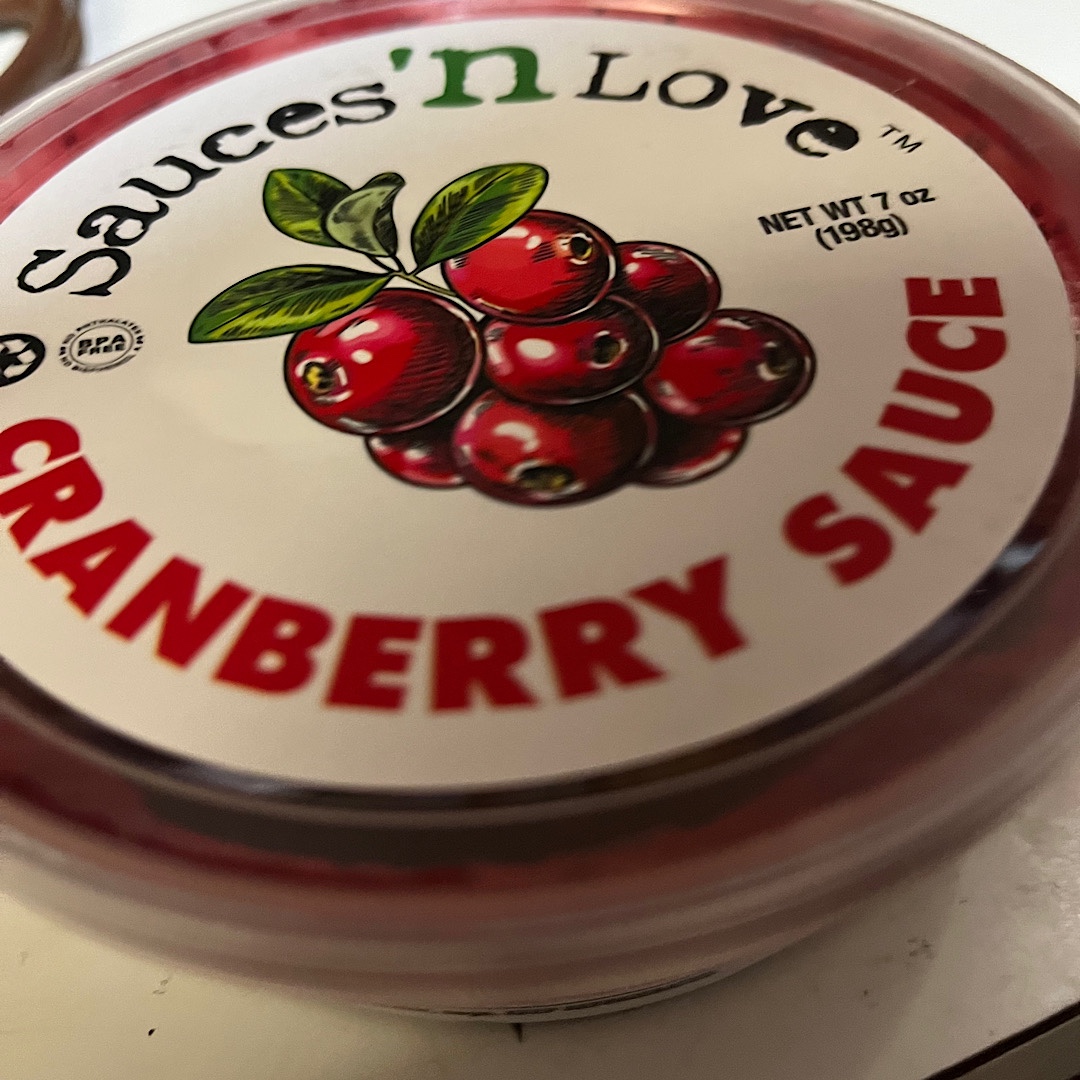 Sauces 'n Love™
NET WT 7 oz
(198g)
BPA
FREE
CRANBERRY SAUCE